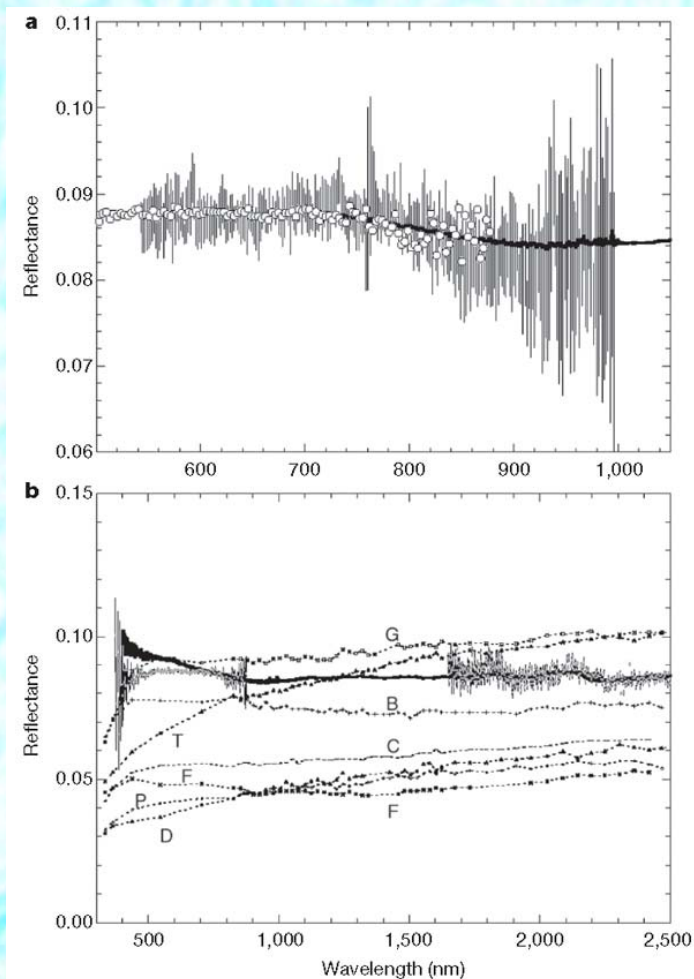 a
0.11
0.10
0.09
0.08
0.07
0.06
Reflectance
600 700 800 900 1,000
b
0.15
0.10
0.05
0.00
Reflectance
G
B
T
C
F
P
F
D
500 1,000 1,500 2,000 2,500
Wavelength (nm)